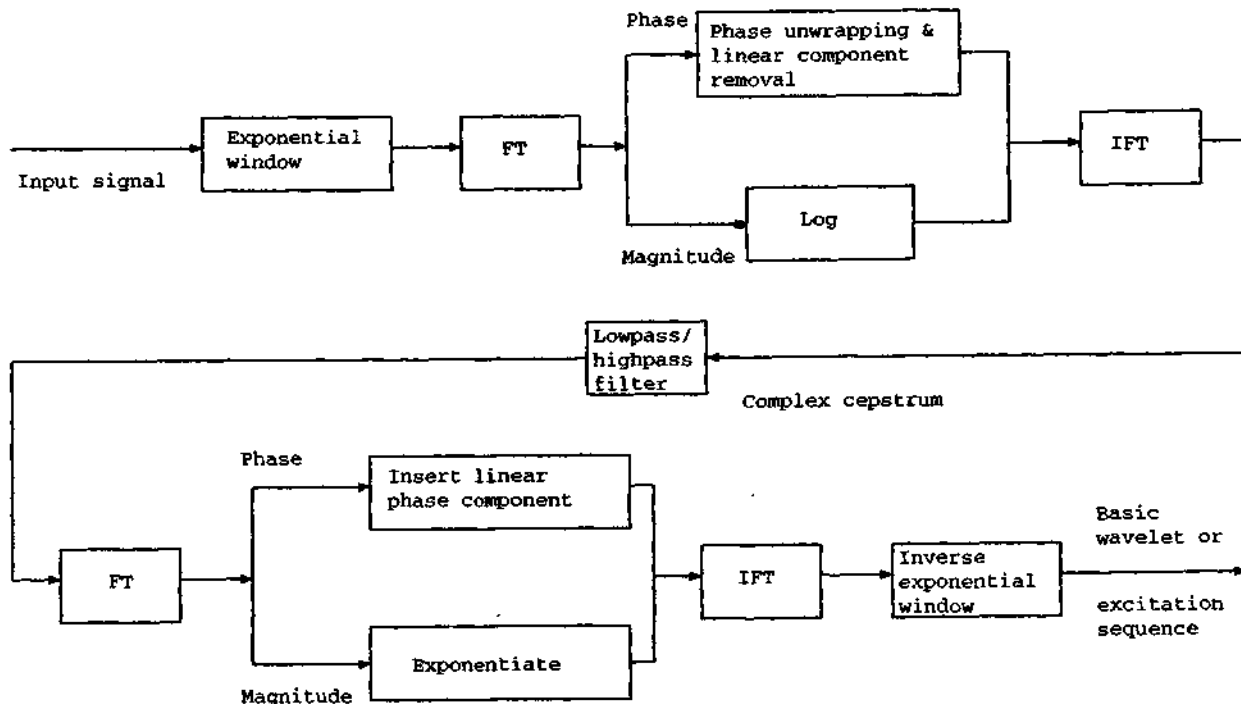 Phase
Phase unwrapping &
linear component
removal
Exponential
window
FT
IFT
Input signal
Log
Magnitude
Lowpass/
highpass
filter
Complex cepstrum
Phase
Insert linear
phase component
Basic
wavelet or
FT
IFT
Inverse
exponential
window
excitation
sequence
Exponentiate
Magnitude